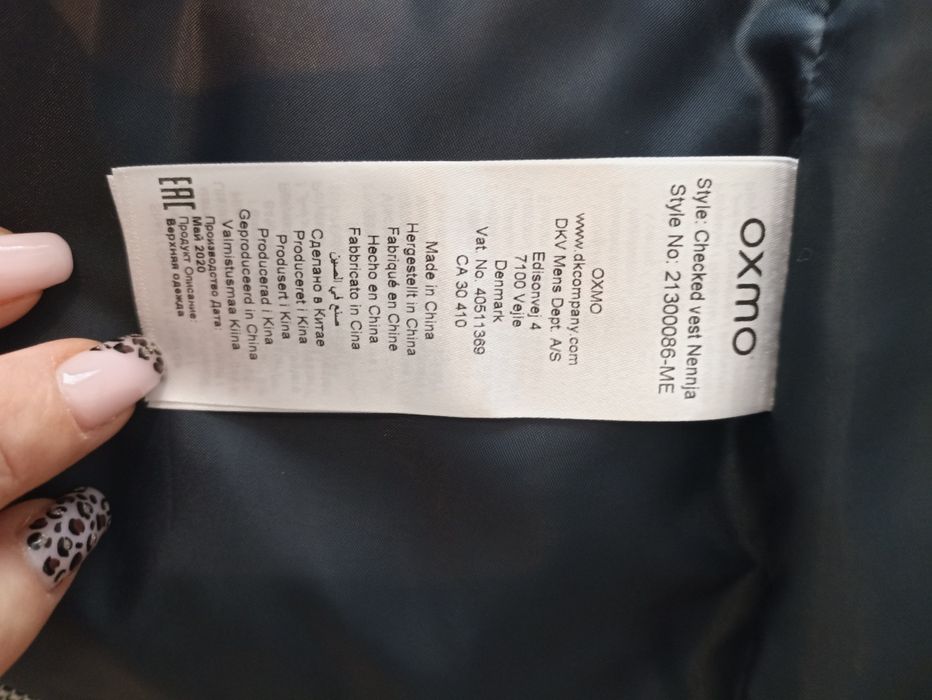 OXMO
Style: Checked vest Nennja
Style No: 21300086-ME
OXMO
www.dkcompany.com
DKV Mens Dept. A/S
Edisonvej 4
7100 Vejle
Denmark
Vat. No. 40511369
CA 30 410
Made in China
Hergestellt in China
Fabriqué en Chine
Hecho en China
Fabbricato in Cina
صنع في الصين
Сделано в Китае
Produceret i Kina
Produsert i Kina
Producerad i Kina
Geproduceerd in China
Valmistusmaa Kiina
Производство Дата:
Май 2020
Продукт Описание:
Верхняя одежда
EAC